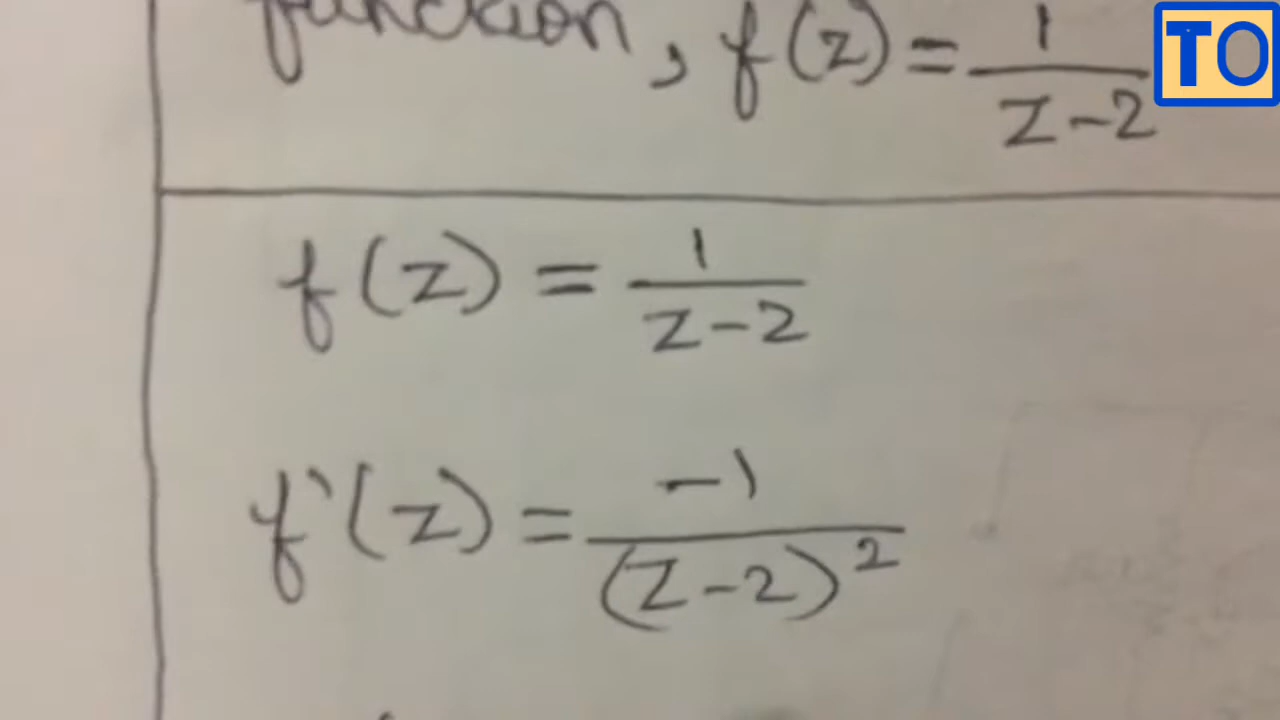 function, f(z) = 1/(z-2)
TO
f(z) = 1/(z-2)
f'(z) = -1/(z-2)²